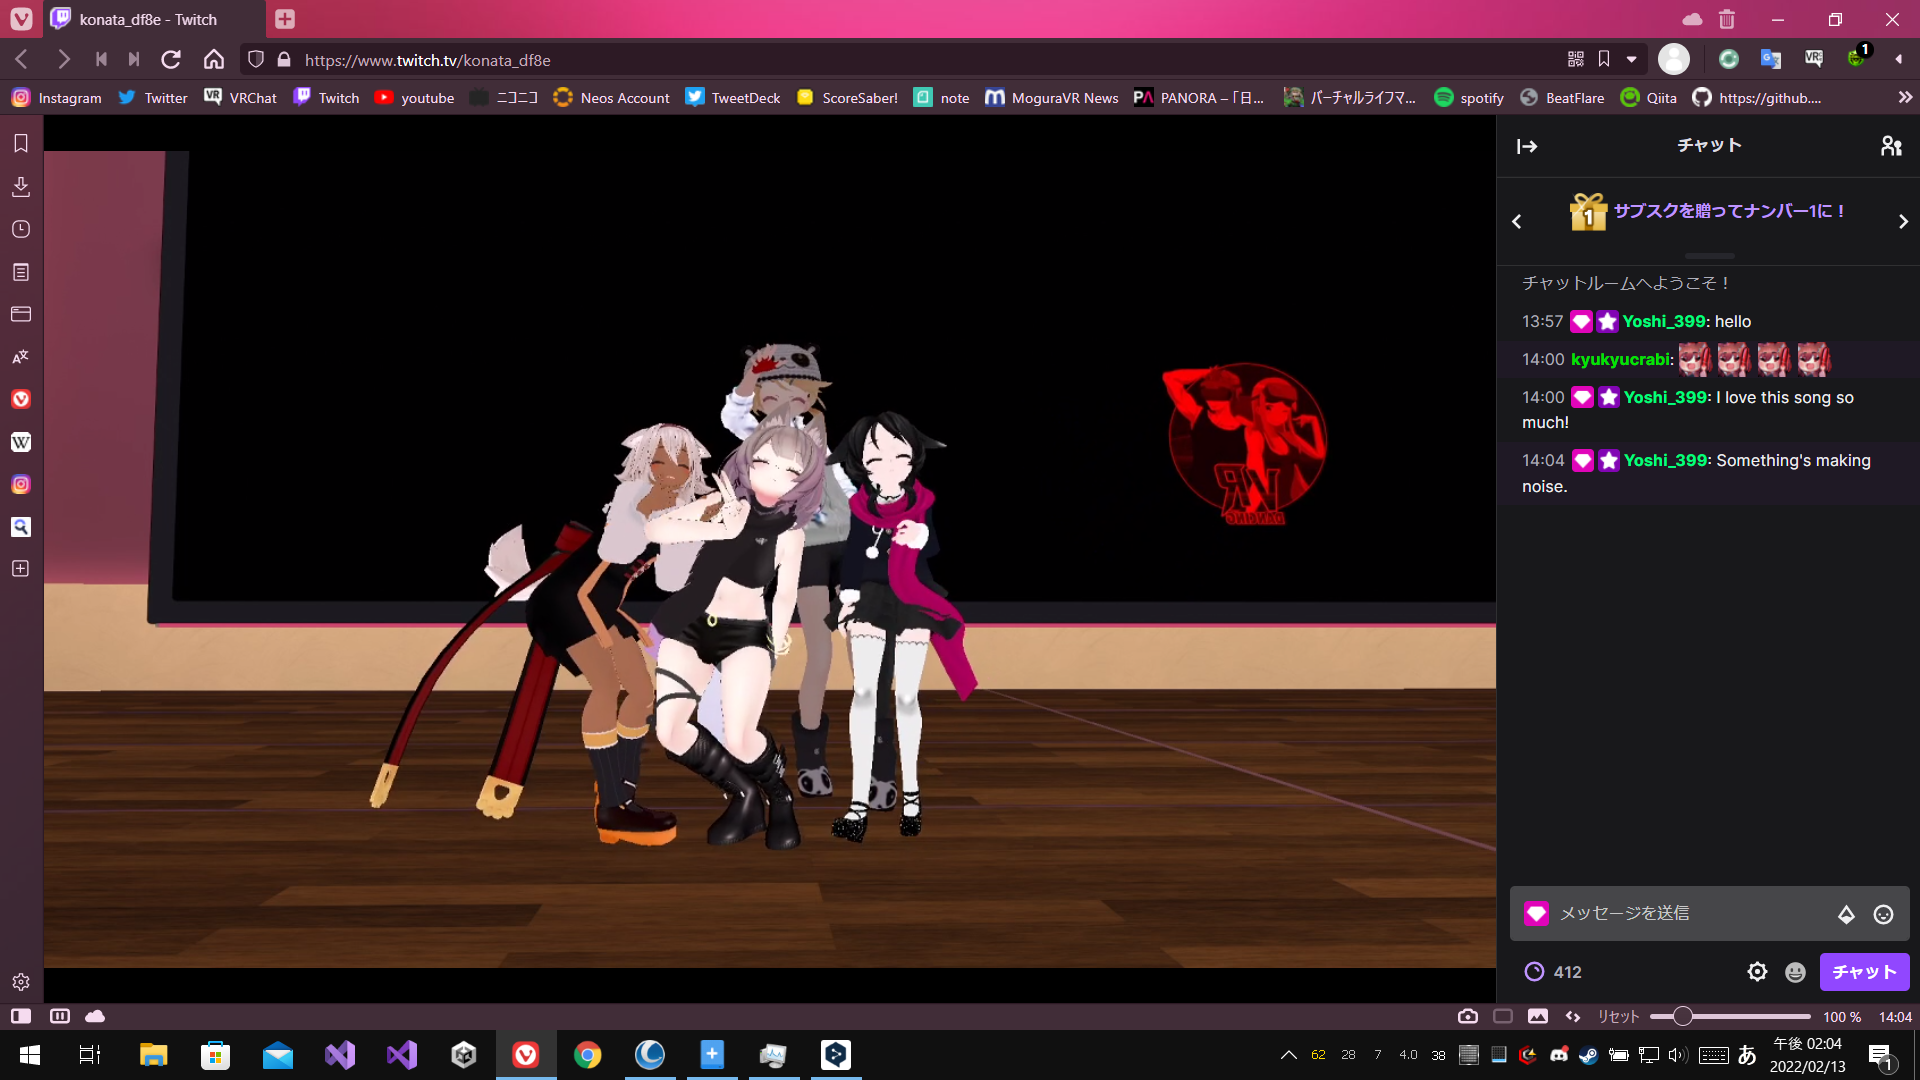 konata_df8e - Twitch
https://www.twitch.tv/konata_df8e
1
Instagram
Twitter
VRChat
Twitch
youtube
ニコニコ
Neos Account
TweetDeck
ScoreSaber!
note
MoguraVR News
PANORA – 「日...
バーチャルライフマ...
spotify
BeatFlare
Qiita
https://github....
チャット
1
サブスクを贈ってナンバー1に！
チャットルームへようこそ！
13:57 Yoshi_399: hello
14:00 kyukyucrabi:
14:00 Yoshi_399: I love this song so
much!
14:04 Yoshi_399: Something's making
noise.
VR
DANCING
メッセージを送信
412
チャット
リセット
100 %
14:04
62
28
7
4.0
38
あ
午後 02:04
2022/02/13
1